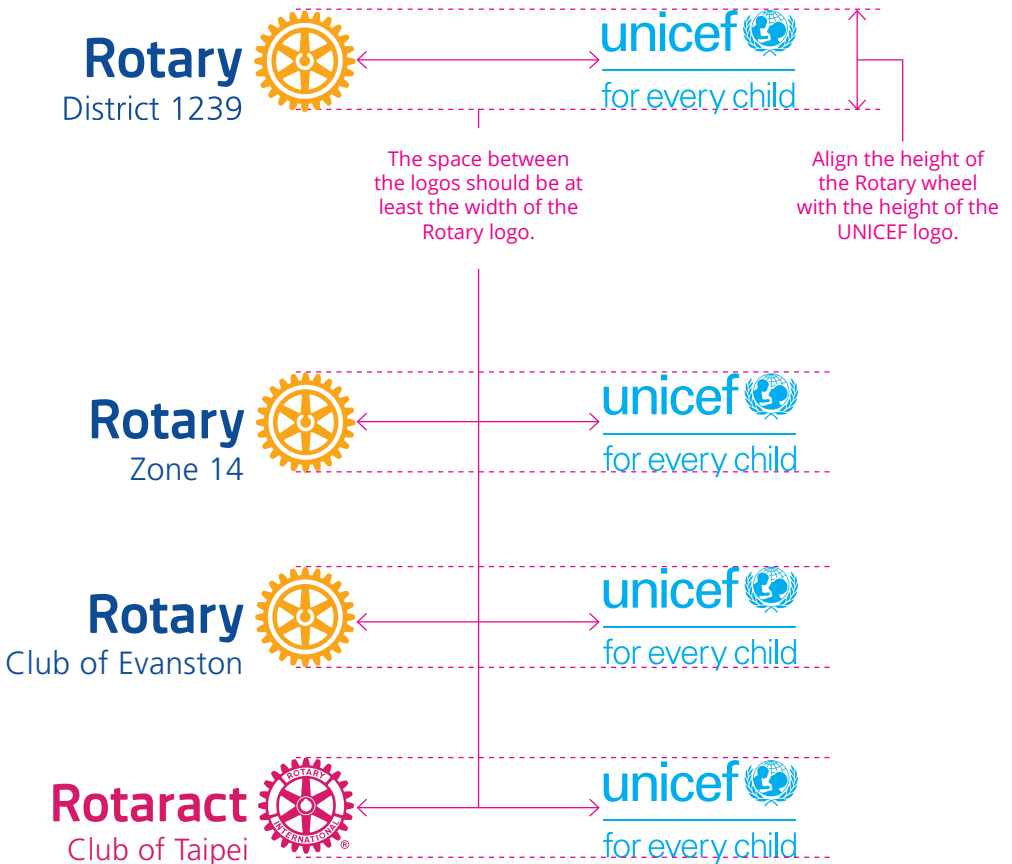 Rotary
District 1239
unicef
for every child
The space between
the logos should be at
least the width of the
Rotary logo.
Align the height of
the Rotary wheel
with the height of the
UNICEF logo.
Rotary
Zone 14
unicef
for every child
Rotary
Club of Evanston
unicef
for every child
Rotaract
Club of Taipei
ROTARY
INTERNATIONAL
®
unicef
for every child